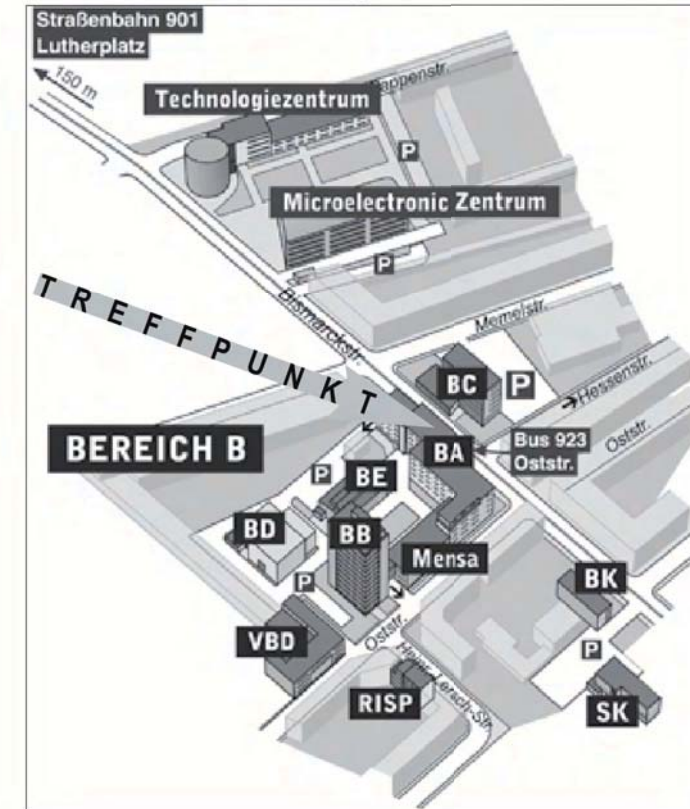 Straßenbahn 901
Lutherplatz
150 m
Technologiezentrum
P
Microelectronic Zentrum
P
Bismarckstr.
Memelstr.
TREFFPUNKT
BC
P
Hessenstr.
Oststr.
BEREICH B
BA
Bus 923
Oststr.
P
BE
BD
BB
Mensa
BK
P
VBD
Oststr.
Heinr.-Lersch-Str.
P
RISP
SK